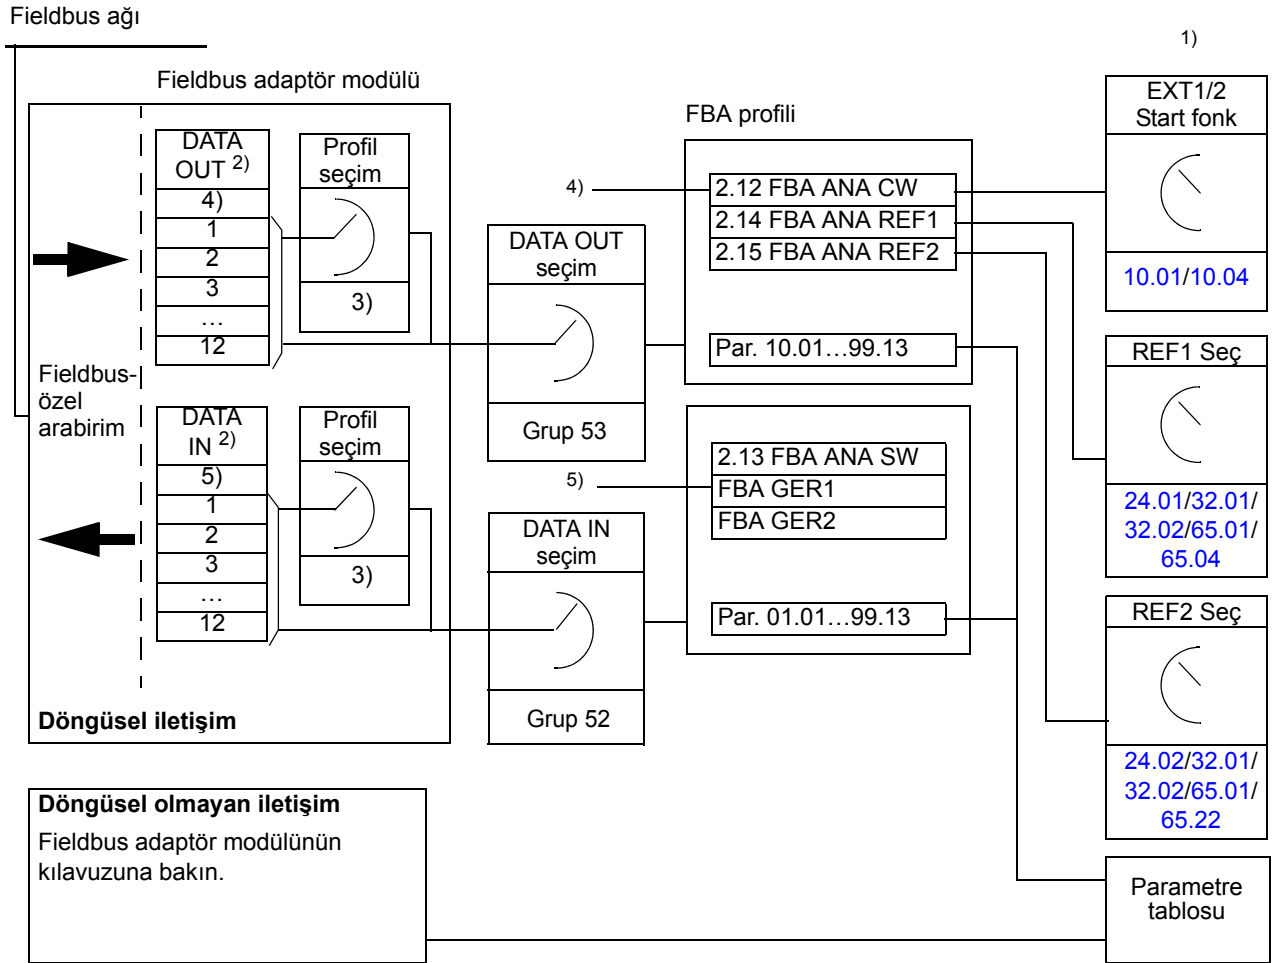 Fieldbus ağı
1)
Fieldbus adaptör modülü
DATA
OUT 2)
4)
1
2
3
…
12
Profil
seçim
3)
Fieldbus-
özel
arabirim
DATA
IN 2)
5)
1
2
3
…
12
Profil
seçim
3)
Döngüsel iletişim
DATA OUT
seçim
Grup 53
DATA IN
seçim
Grup 52
FBA profili
4)
2.12 FBA ANA CW
2.14 FBA ANA REF1
2.15 FBA ANA REF2
Par. 10.01…99.13
5)
2.13 FBA ANA SW
FBA GER1
FBA GER2
Par. 01.01…99.13
EXT1/2
Start fonk
10.01/10.04
REF1 Seç
24.01/32.01/
32.02/65.01/
65.04
REF2 Seç
24.02/32.01/
32.02/65.01/
65.22
Parametre
tablosu
Döngüsel olmayan iletişim
Fieldbus adaptör modülünün
kılavuzuna bakın.